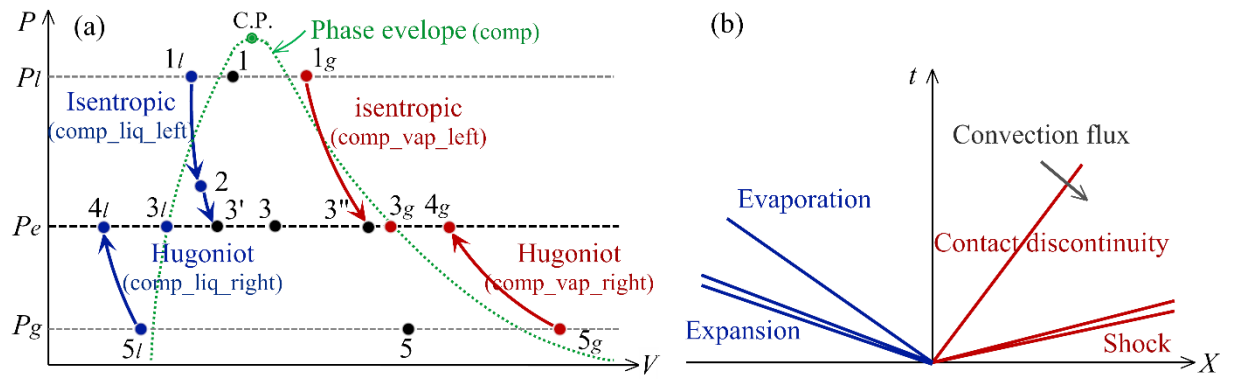 P
(a)
C.P.
Phase evelope (comp)
1l
1
1g
Pl
Isentropic
(comp_liq_left)
isentropic
(comp_vap_left)
2
4l
3l
3'
3
3"
3g
4g
Pe
Hugoniot
(comp_liq_right)
Hugoniot
(comp_vap_right)
Pg
5l
5
5g
V
(b)
t
Convection flux
Evaporation
Contact discontinuity
Expansion
Shock
X